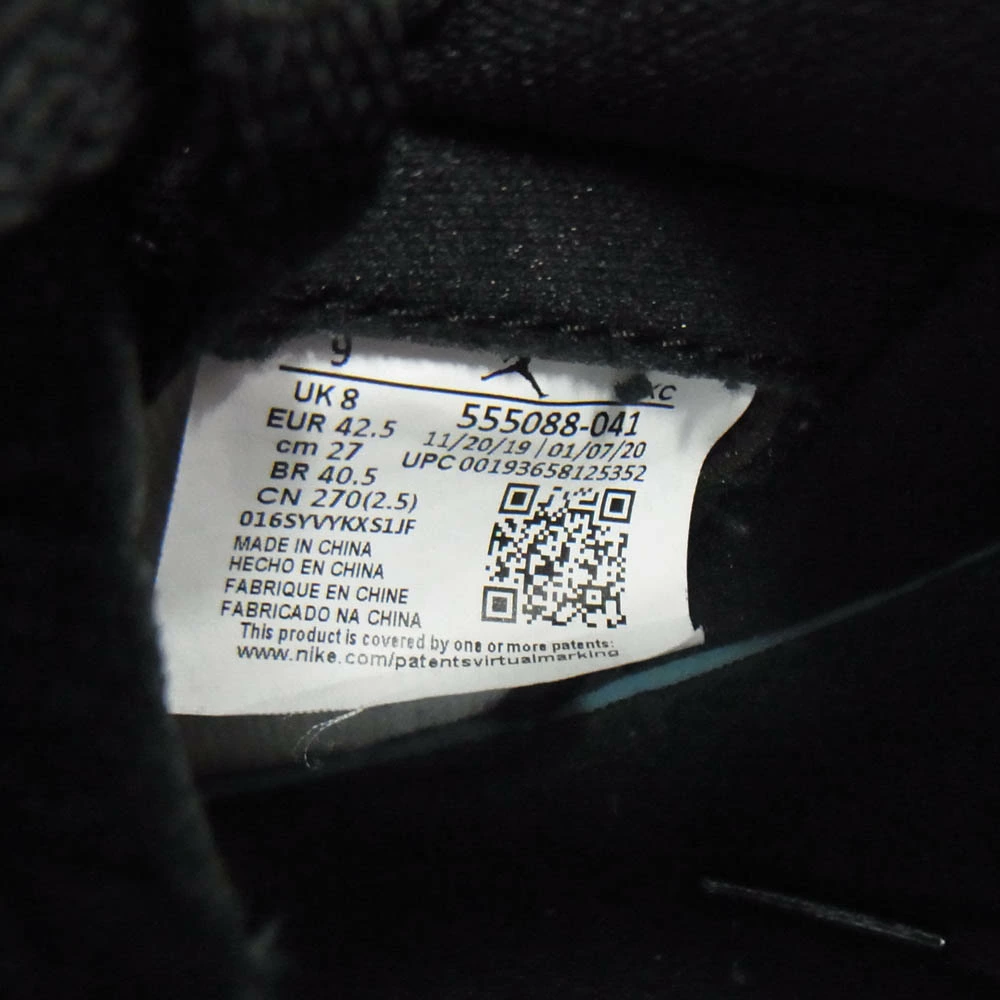 9
XC
UK 8
555088-041
EUR 42.5
11/20/19 | 01/07/20
cm 27
UPC 00193658125352
BR 40.5
CN 270(2.5)
016SYVYKXS1JF
MADE IN CHINA
HECHO EN CHINA
FABRIQUE EN CHINE
FABRICADO NA CHINA
This product is covered by one or more patents:
www.nike.com/patentsvirtualmarking